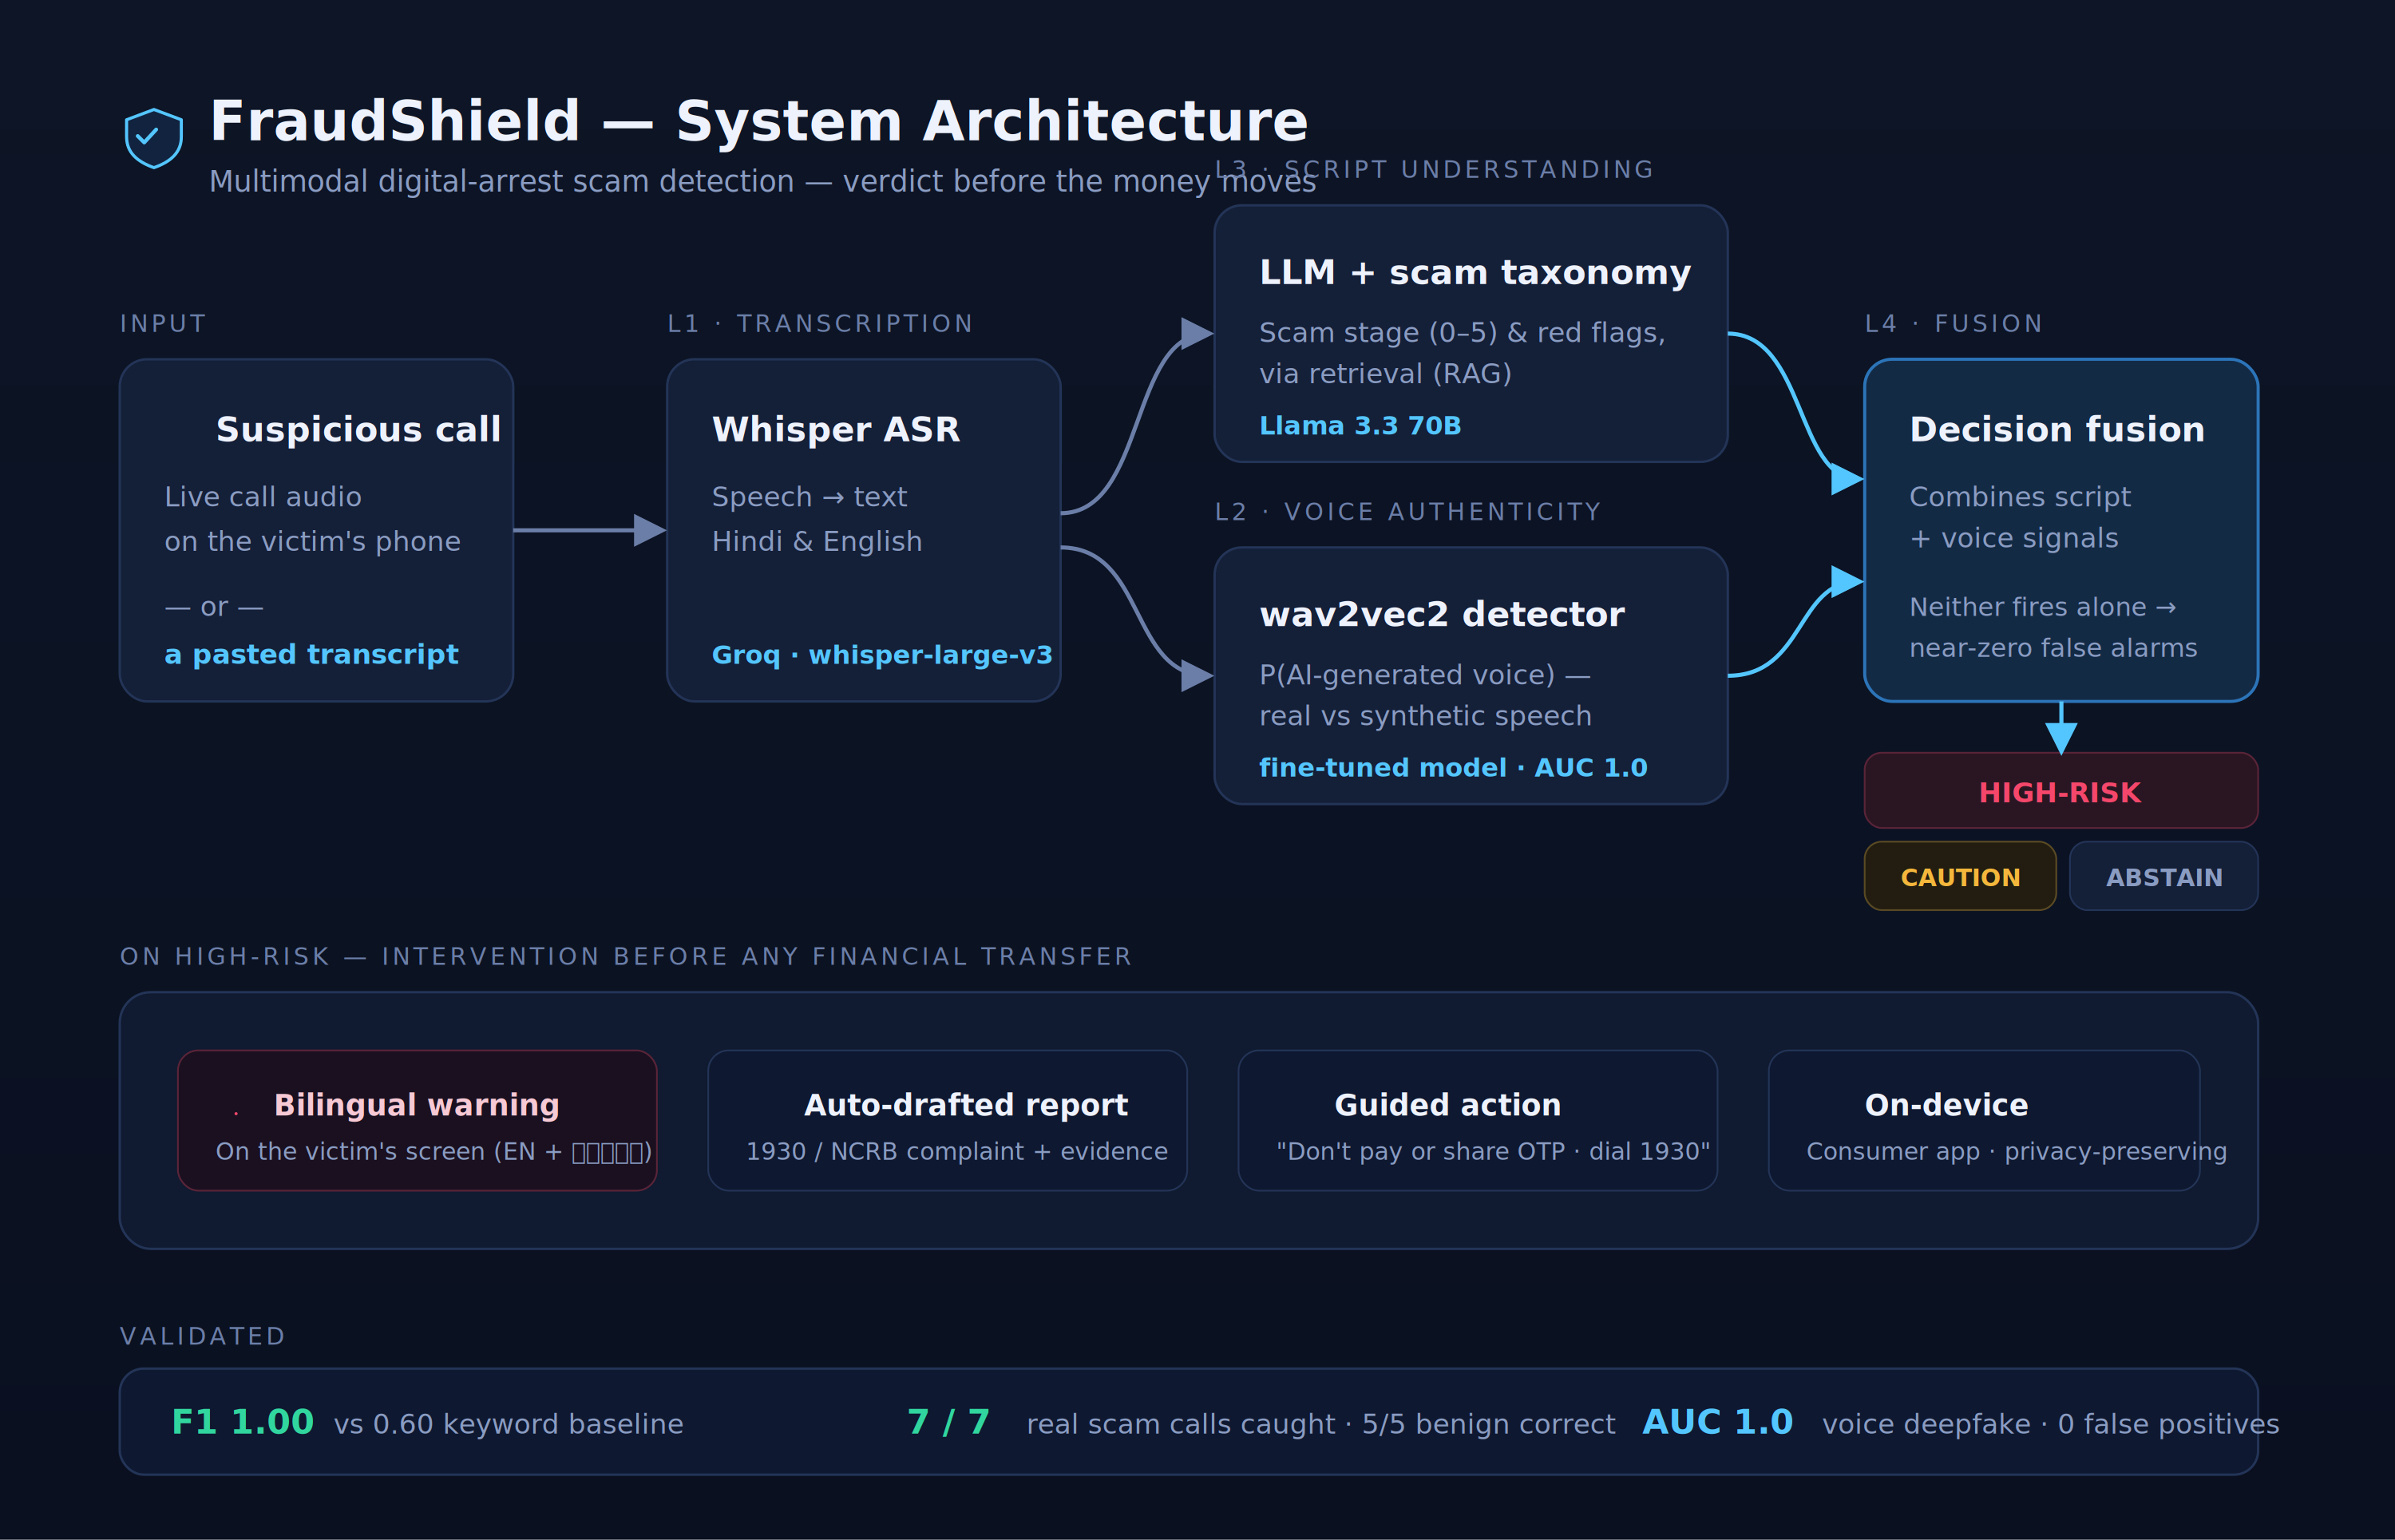 FraudShield — System Architecture
Multimodal digital-arrest scam detection — verdict before the money moves
INPUT
Suspicious call
Live call audio
on the victim's phone
— or —
a pasted transcript
L1 · TRANSCRIPTION
Whisper ASR
Speech → text
Hindi & English
Groq · whisper-large-v3
L3 · SCRIPT UNDERSTANDING
LLM + scam taxonomy
Scam stage (0–5) & red flags,
via retrieval (RAG)
Llama 3.3 70B
L2 · VOICE AUTHENTICITY
wav2vec2 detector
P(AI-generated voice) —
real vs synthetic speech
fine-tuned model · AUC 1.0
L4 · FUSION
Decision fusion
Combines script
+ voice signals
Neither fires alone →
near-zero false alarms
HIGH-RISK
CAUTION
ABSTAIN
ON HIGH-RISK — INTERVENTION BEFORE ANY FINANCIAL TRANSFER
Bilingual warning
On the victim's screen (EN + )
Auto-drafted report
1930 / NCRB complaint + evidence
Guided action
"Don't pay or share OTP · dial 1930"
On-device
Consumer app · privacy-preserving
VALIDATED
F1 1.00 vs 0.60 keyword baseline
7 / 7 real scam calls caught · 5/5 benign correct
AUC 1.0 voice deepfake · 0 false positives